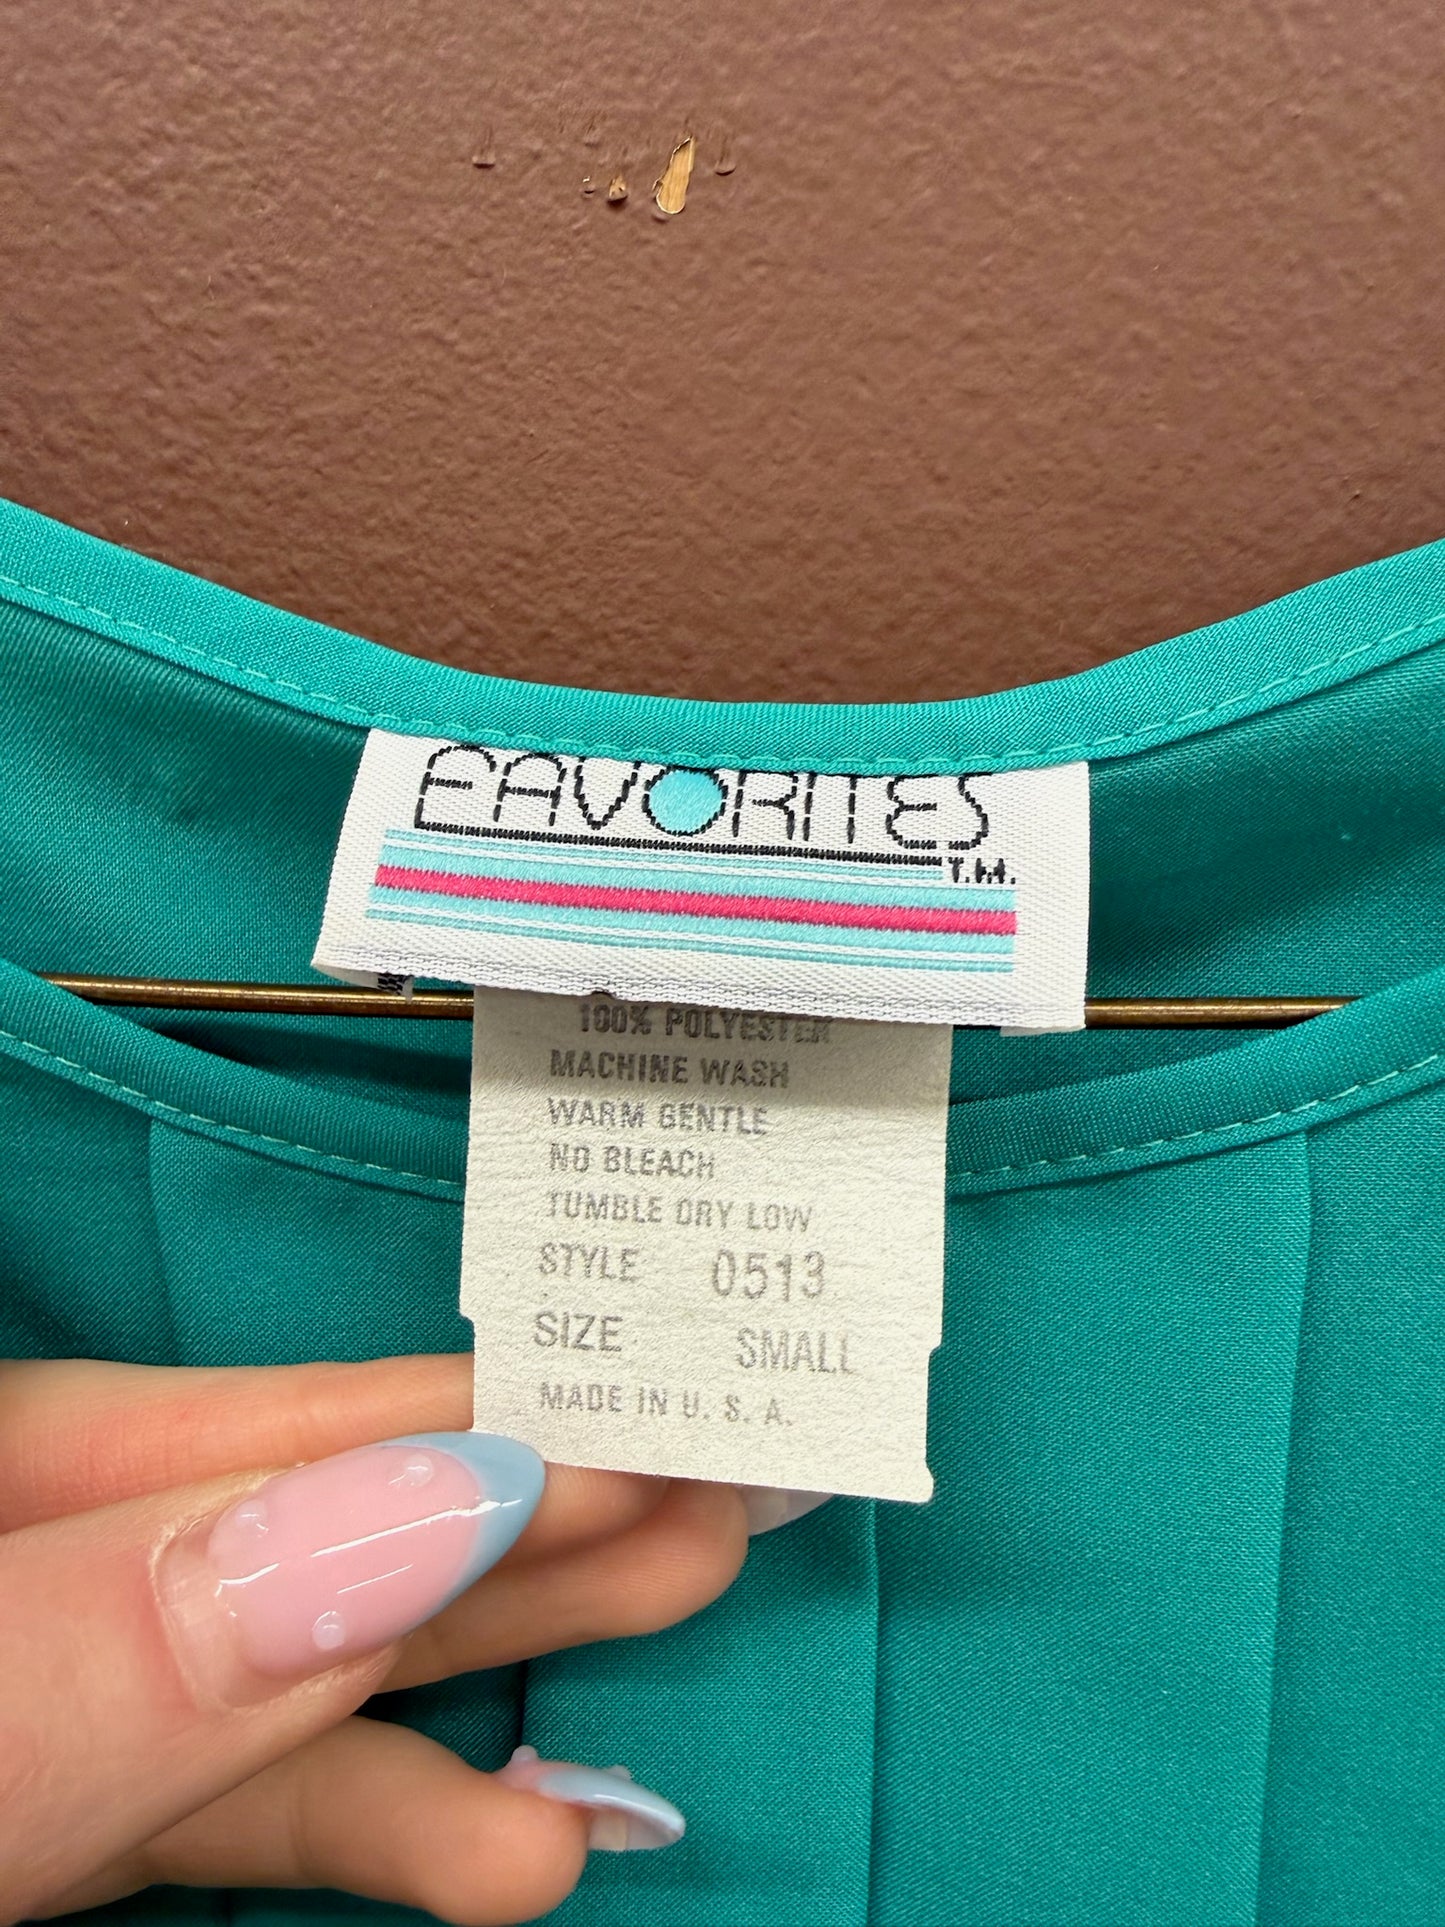 FAVORITES
T.M.
100% POLYESTER
MACHINE WASH
WARM GENTLE
NO BLEACH
TUMBLE DRY LOW
STYLE 0513
SIZE SMALL
MADE IN U. S. A.